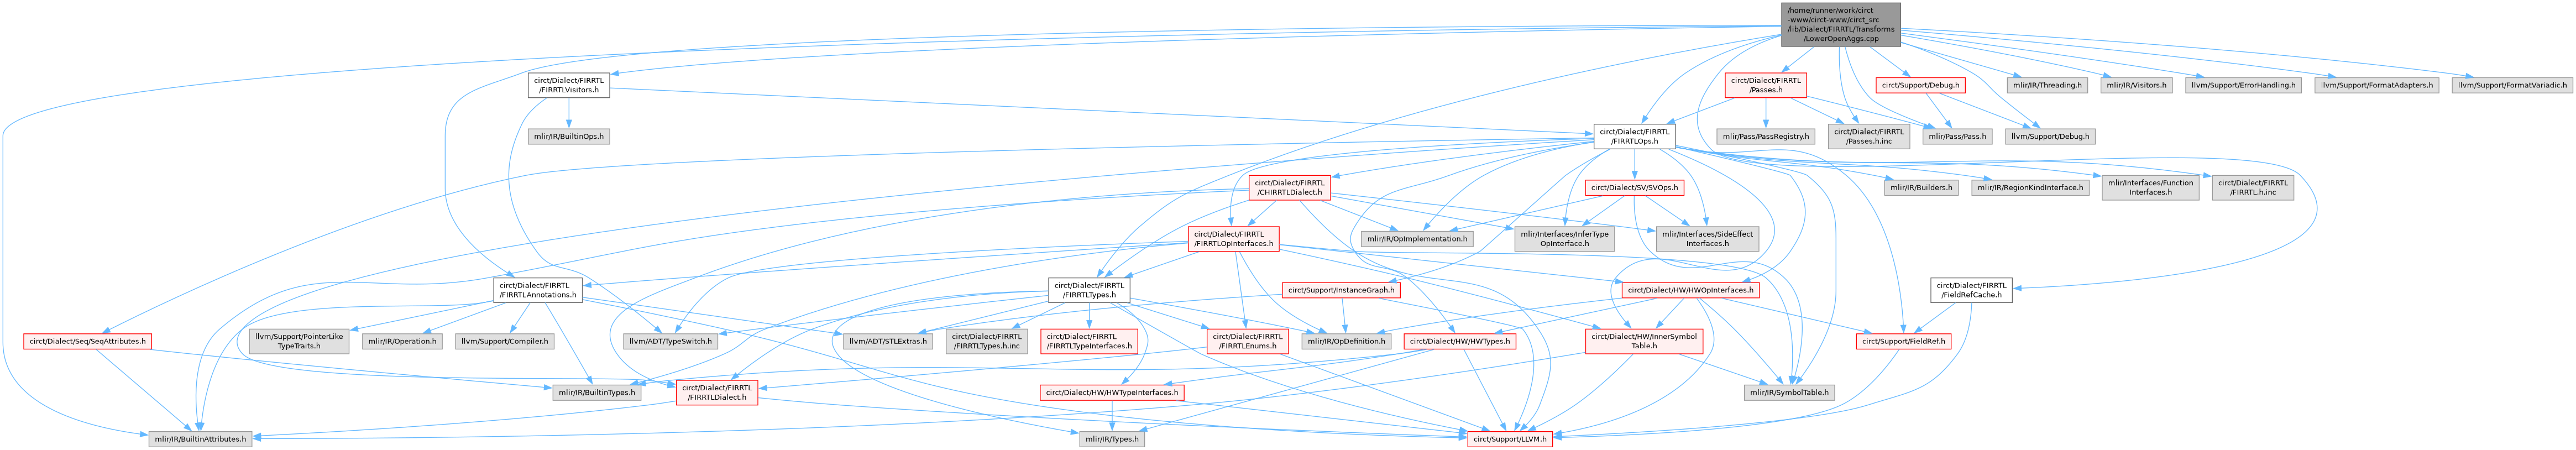 /home/runner/work/circt
-www/circt-www/circt_src
/lib/Dialect/FIRRTL/Transforms
/LowerOpenAggs.cpp
circt/Dialect/FIRRTL
/FIRRTLVisitors.h
circt/Dialect/FIRRTL
/Passes.h
circt/Support/Debug.h
mlir/IR/Threading.h
mlir/IR/Visitors.h
llvm/Support/ErrorHandling.h
llvm/Support/FormatAdapters.h
llvm/Support/FormatVariadic.h
mlir/IR/BuiltinOps.h
circt/Dialect/FIRRTL
/FIRRTLOps.h
mlir/Pass/PassRegistry.h
circt/Dialect/FIRRTL
/Passes.h.inc
mlir/Pass/Pass.h
llvm/Support/Debug.h
circt/Dialect/FIRRTL
/CHIRRTLDialect.h
circt/Dialect/SV/SVOps.h
mlir/IR/Builders.h
mlir/IR/RegionKindInterface.h
mlir/Interfaces/Function
Interfaces.h
circt/Dialect/FIRRTL
/FIRRTL.h.inc
circt/Dialect/FIRRTL
/FIRRTLOpInterfaces.h
mlir/IR/OpImplementation.h
mlir/Interfaces/InferType
OpInterface.h
mlir/Interfaces/SideEffect
Interfaces.h
circt/Dialect/FIRRTL
/FIRRTLAnnotations.h
circt/Dialect/FIRRTL
/FIRRTLTypes.h
circt/Support/InstanceGraph.h
circt/Dialect/HW/HWOpInterfaces.h
circt/Dialect/FIRRTL
/FieldRefCache.h
circt/Dialect/Seq/SeqAttributes.h
llvm/Support/PointerLike
TypeTraits.h
mlir/IR/Operation.h
llvm/Support/Compiler.h
llvm/ADT/TypeSwitch.h
llvm/ADT/STLExtras.h
circt/Dialect/FIRRTL
/FIRRTLTypes.h.inc
circt/Dialect/FIRRTL
/FIRRTLTypeInterfaces.h
circt/Dialect/FIRRTL
/FIRRTLEnums.h
mlir/IR/OpDefinition.h
circt/Dialect/HW/HWTypes.h
circt/Dialect/HW/InnerSymbol
Table.h
circt/Support/FieldRef.h
mlir/IR/BuiltinTypes.h
circt/Dialect/FIRRTL
/FIRRTLDialect.h
circt/Dialect/HW/HWTypeInterfaces.h
mlir/IR/SymbolTable.h
mlir/IR/BuiltinAttributes.h
mlir/IR/Types.h
circt/Support/LLVM.h